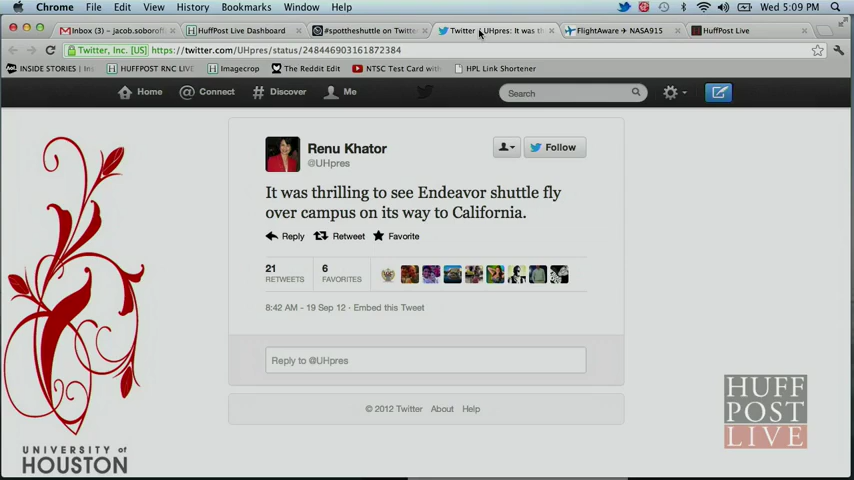 Chrome File Edit View History Bookmarks Window Help Wed 5:09 PM
Inbox (3) – jacob.soborof HuffPost Live Dashboard #spottheshuttle on Twitter Twitter / UHpres: It was th FlightAware ✈ NASA915 HuffPost Live
Twitter, Inc. [US] https://twitter.com/UHpres/status/248446903161872384
INSIDE STORIES | In HUFFPOST RNC LIVE Imagecrop The Reddit Edit NTSC Test Card with HPL Link Shortener
Home Connect Discover Me Search
Renu Khator
@UHpres
Follow
It was thrilling to see Endeavor shuttle fly
over campus on its way to California.
Reply Retweet Favorite
21 6
RETWEETS FAVORITES
8:42 AM - 19 Sep 12 · Embed this Tweet
Reply to @UHpres
© 2012 Twitter About Help
HUFF
POST
LIVE
UNIVERSITY of
HOUSTON